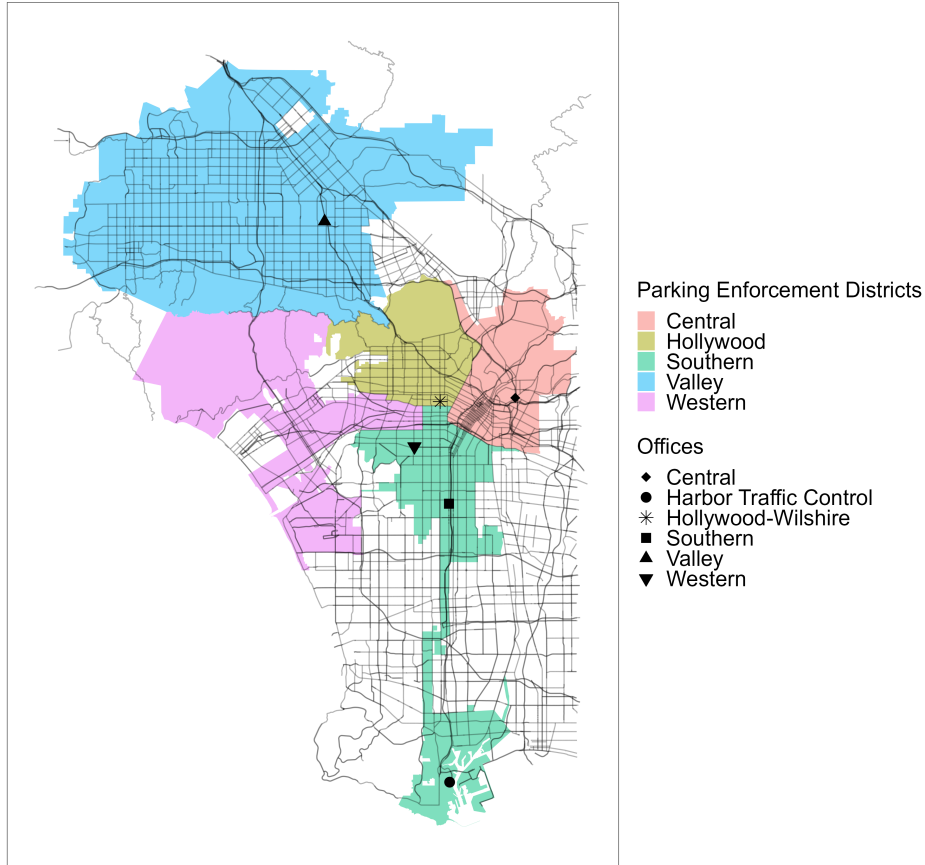 Parking Enforcement Districts
Central
Hollywood
Southern
Valley
Western
Offices
Central
Harbor Traffic Control
Hollywood-Wilshire
Southern
Valley
Western